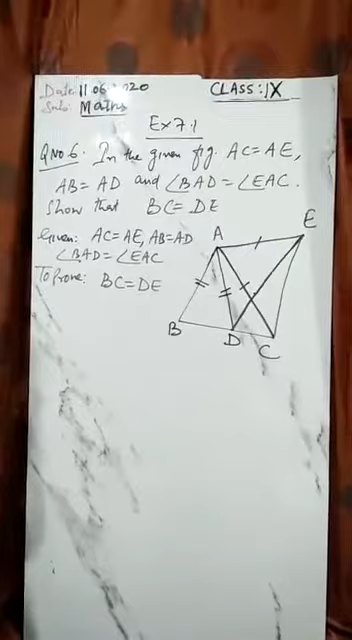 Date: 11.06.2020
CLASS: IX
Sub: Maths
Ex 7.1
Q.NO.6. In the given fig. AC=AE,
AB= AD and ∠BAD = ∠EAC.
Show that BC= DE
Given: AC=AE, AB=AD
∠BAD=∠EAC
To Prove: BC=DE
A
E
B
D
C